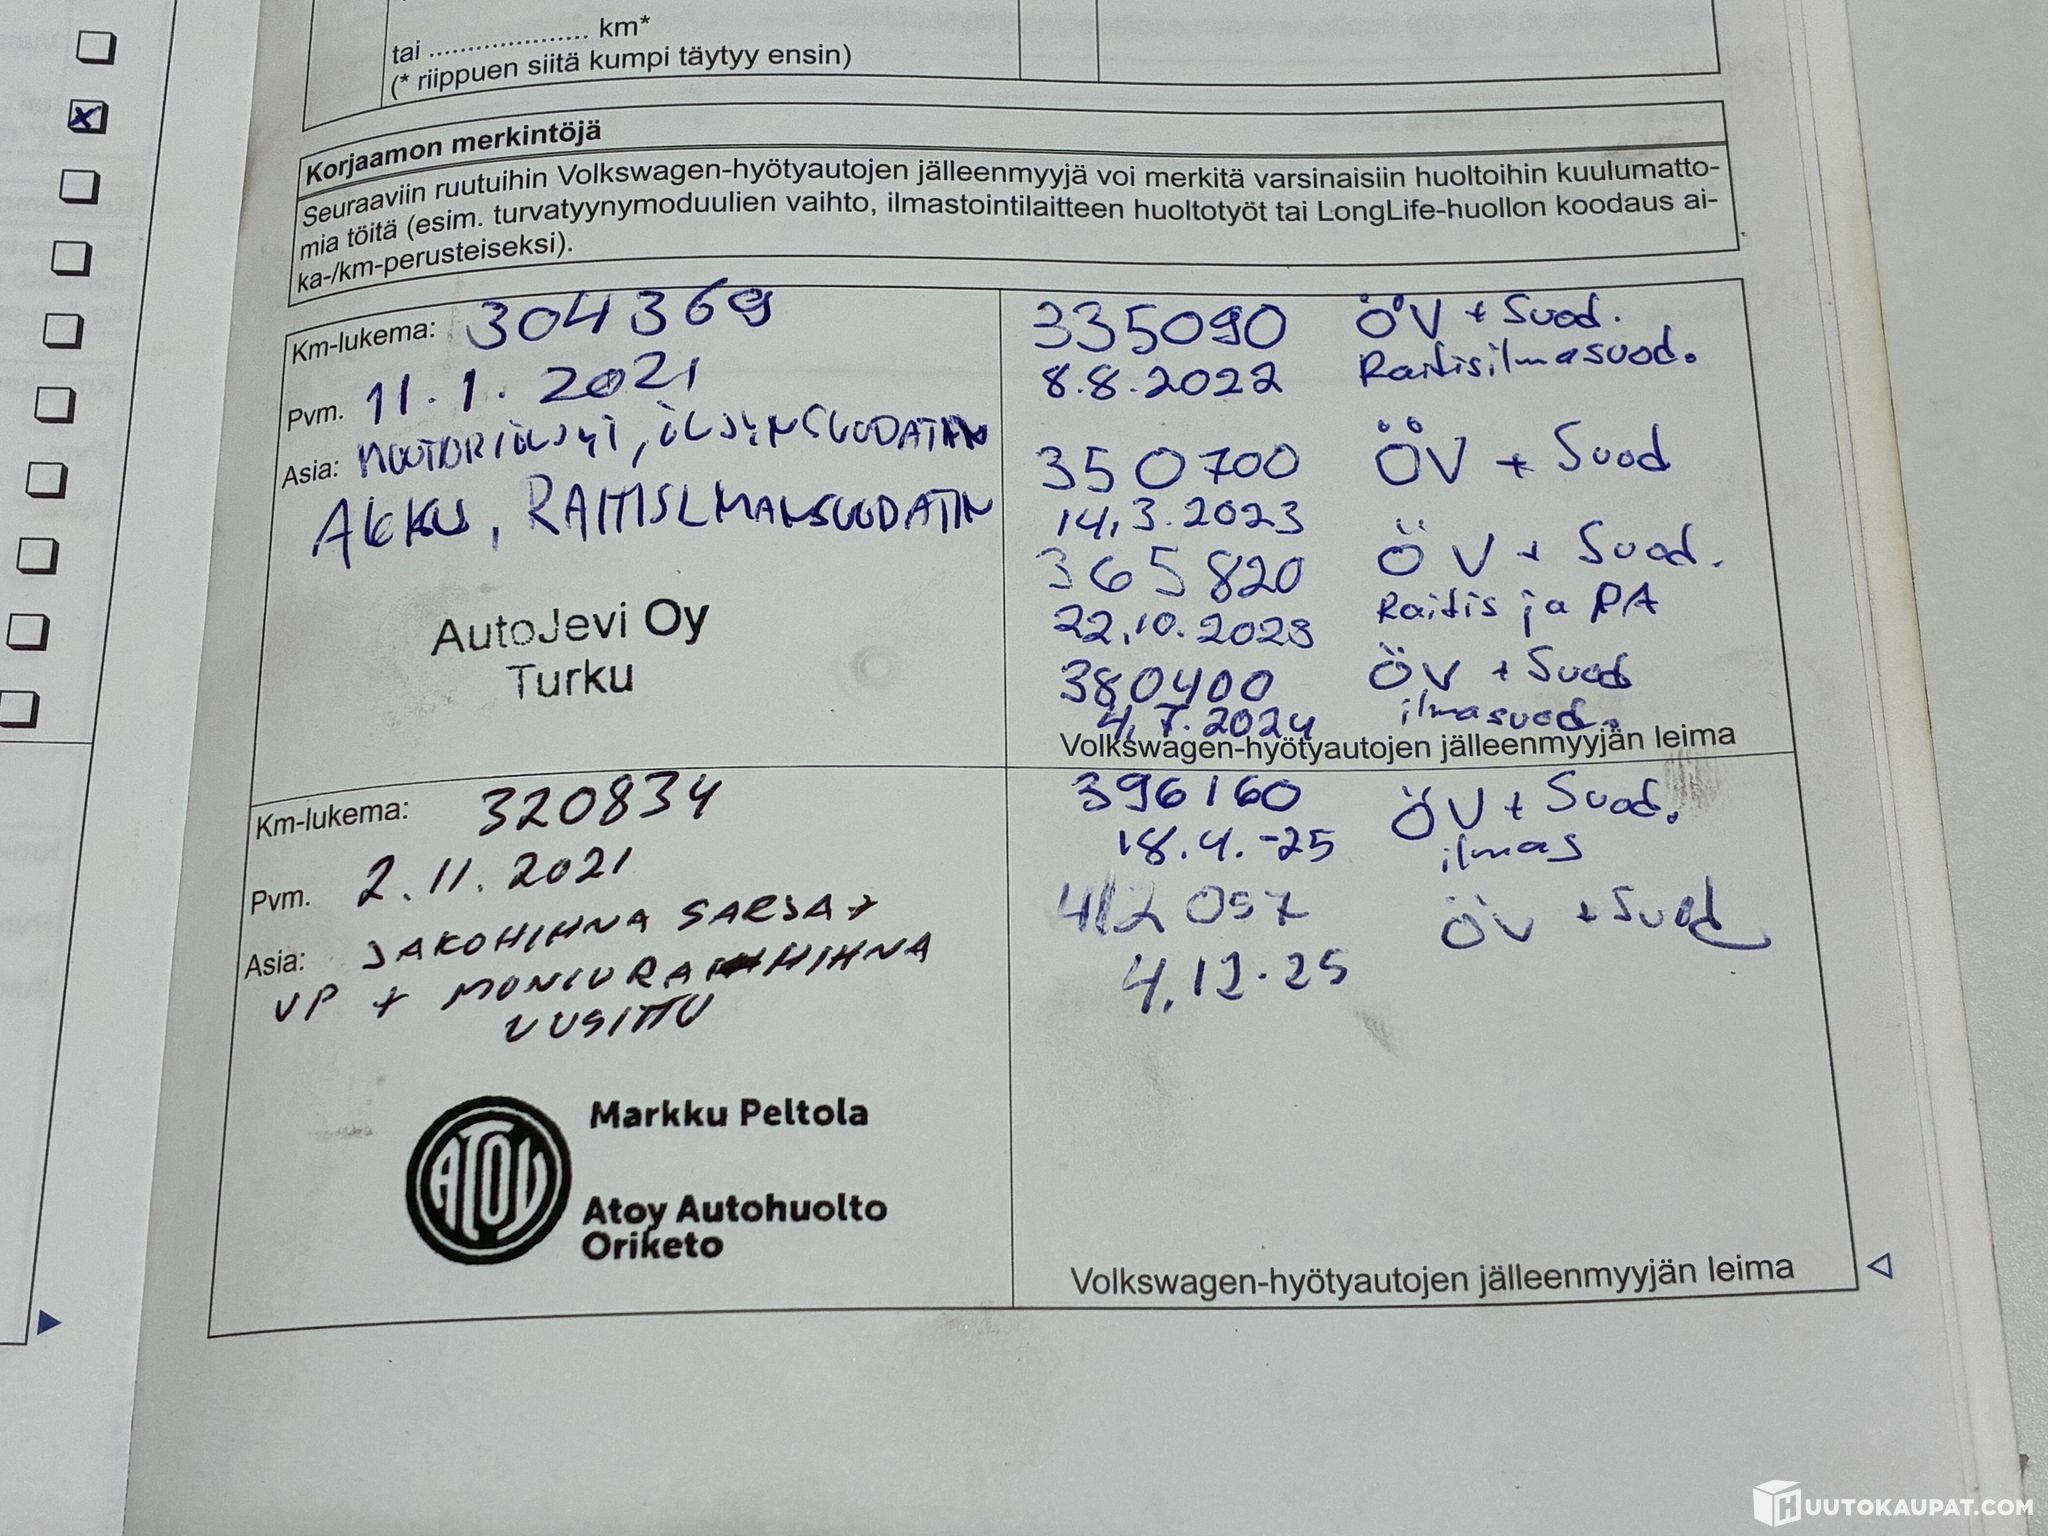 tai ..................... km*
(* riippuen siitä kumpi täytyy ensin)
Korjaamon merkintöjä
Seuraaviin ruutuihin Volkswagen-hyötyautojen jälleenmyyjä voi merkitä varsinaisiin huoltoihin kuulumatto-
mia töitä (esim. turvatyynymoduulien vaihto, ilmastointilaitteen huoltotyöt tai LongLife-huollon koodaus ai-
ka-/km-perusteiseksi).
Km-lukema: 304369
Pvm. 11.1.2021
Asia: MOOTORIÖLJYT, ÖLJYNSUODATIN
AKKU, RAITISILMANSUODATIN
AutoJevi Oy
Turku
335090 ÖV + Suod.
8.8.2022 Raitisilmasuod.
350700 ÖV + Suod
14.3.2023
365820 ÖV + Suod.
22.10.2023 Raitis ja PA
380400 ÖV + Suod
4.7.2024 ilmasuod.
Volkswagen-hyötyautojen jälleenmyyjän leima
Km-lukema: 320834
Pvm. 2.11.2021
Asia: JAKOHIHNA SARJA +
VP + MONIURAHIHNA
UUSITTU
Markku Peltola
ATOY
Atoy Autohuolto
Oriketo
396160 ÖV + Suod.
18.4.-25 ilmas
412057 ÖV + Suod
4.12.25
Volkswagen-hyötyautojen jälleenmyyjän leima
HUUTOKAUPAT.COM